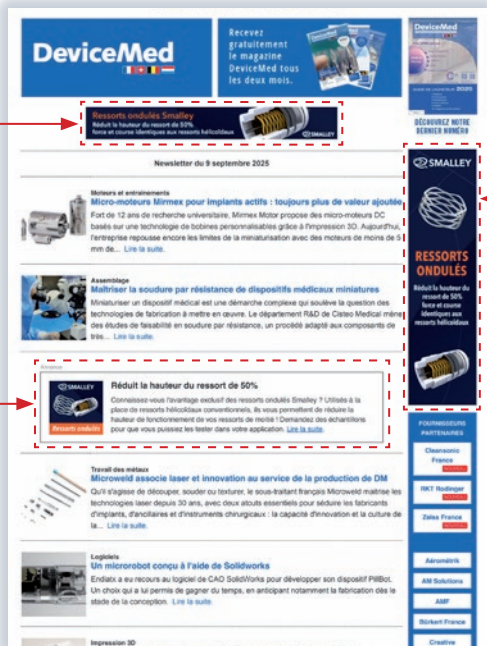 DeviceMed
Recevez
gratuitement
le magazine
DeviceMed tous
les deux mois.
DeviceMed
DÉCOUVREZ NOTRE
DERNIER NUMÉRO
Ressorts ondulés Smalley
Réduit la hauteur du ressort de 50%
force et course identiques aux ressorts hélicoïdaux
SMALLEY
Newsletter du 9 septembre 2025
Moteurs et entraînements
Micro-moteurs Mirmex pour implants actifs : toujours plus de valeur ajoutée
Fort de 12 ans de recherche universitaire, Mirmex Motor propose des micro-moteurs DC
basés sur une technologie de bobines personnalisables grâce à l'impression 3D. Aujourd'hui,
l'entreprise repousse encore les limites de la miniaturisation avec des moteurs de moins de 5
mm de... Lire la suite.
Assemblage
Maîtriser la soudure par résistance de dispositifs médicaux miniatures
Miniaturiser un dispositif médical est une démarche complexe qui soulève la question des
technologies de fabrication à mettre en œuvre. Le département R&D de Cisteo Medical mène
des études de faisabilité en soudure par résistance, un procédé adapté aux composants de
très... Lire la suite.
Annonce
SMALLEY
Ressorts ondulés
Réduit la hauteur du ressort de 50%
Connaissez-vous l'avantage exclusif des ressorts ondulés Smalley ? Utilisés à la
place de ressorts hélicoïdaux conventionnels, ils vous permettent de réduire la
hauteur de fonctionnement de vos ressorts de moitié ! Demandez des échantillons
pour que vous puissiez les tester dans votre application. Lire la suite.
Travail des métaux
Microweld associe laser et innovation au service de la production de DM
Qu'il s'agisse de découper, souder ou texturer, le sous-traitant français Microweld maîtrise les
technologies laser depuis 30 ans, avec deux atouts essentiels pour séduire les fabricants
d'implants, d'ancillaires et d'instruments chirurgicaux : la capacité d'innovation et la culture de
la... Lire la suite.
Logiciels
Un microrobot conçu à l'aide de Solidworks
Endiatx a eu recours au logiciel de CAO SolidWorks pour développer son dispositif PillBot.
Un choix qui a lui permis de gagner du temps, en anticipant notamment la fabrication dès le
stade de la conception. Lire la suite.
Impression 3D
SMALLEY
RESSORTS
ONDULÉS
Réduit la hauteur du
ressort de 50%
force et course
identiques aux
ressorts hélicoïdaux
FOURNISSEURS
PARTENAIRES
Cleansonic
France
RKT Rodinger
Zeiss France
Aérométrik
AM Solutions
AMF
Bürkert France
Creative